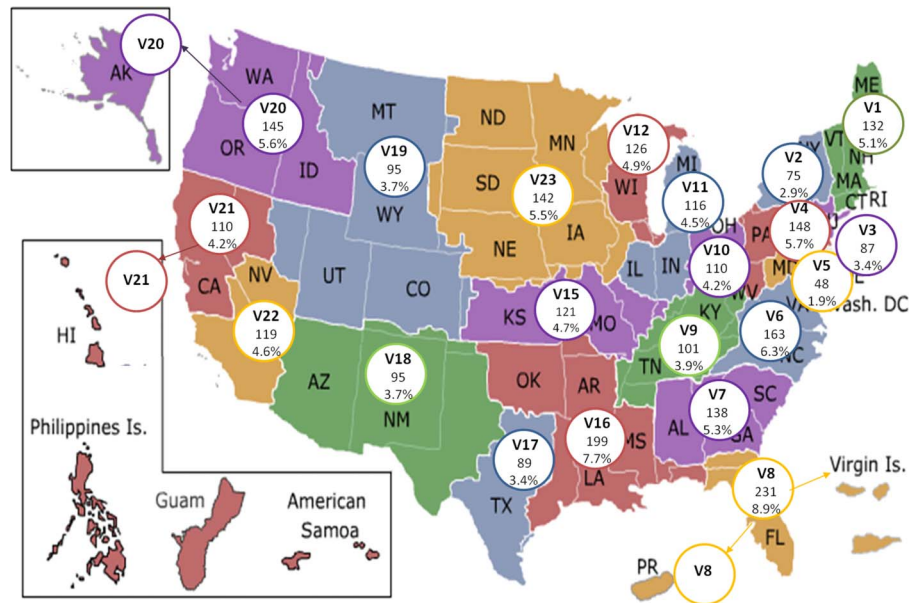 V20
AK
WA
V20
145
5.6%
OR
ID
MT
V19
95
3.7%
WY
ND
MN
SD
V23
142
5.5%
NE
IA
V12
126
4.9%
WI
MI
V11
116
4.5%
ME
V1
132
5.1%
VT
NH
MA
CT
RI
NY
V2
75
2.9%
V4
148
5.7%
PA
V3
87
3.4%
OH
V10
110
4.2%
MD
V5
48
1.9%
Wash. DC
V21
110
4.2%
CA
NV
V21
HI
V22
119
4.6%
UT
CO
KS
V15
121
4.7%
MO
IL
IN
WV
KY
VA
V6
163
6.3%
NC
V9
101
3.9%
TN
AZ
V18
95
3.7%
NM
OK
AR
V7
138
5.3%
SC
AL
GA
V17
89
3.4%
TX
V16
199
7.7%
MS
LA
V8
231
8.9%
FL
Virgin Is.
PR
V8
Philippines Is.
Guam
American
Samoa